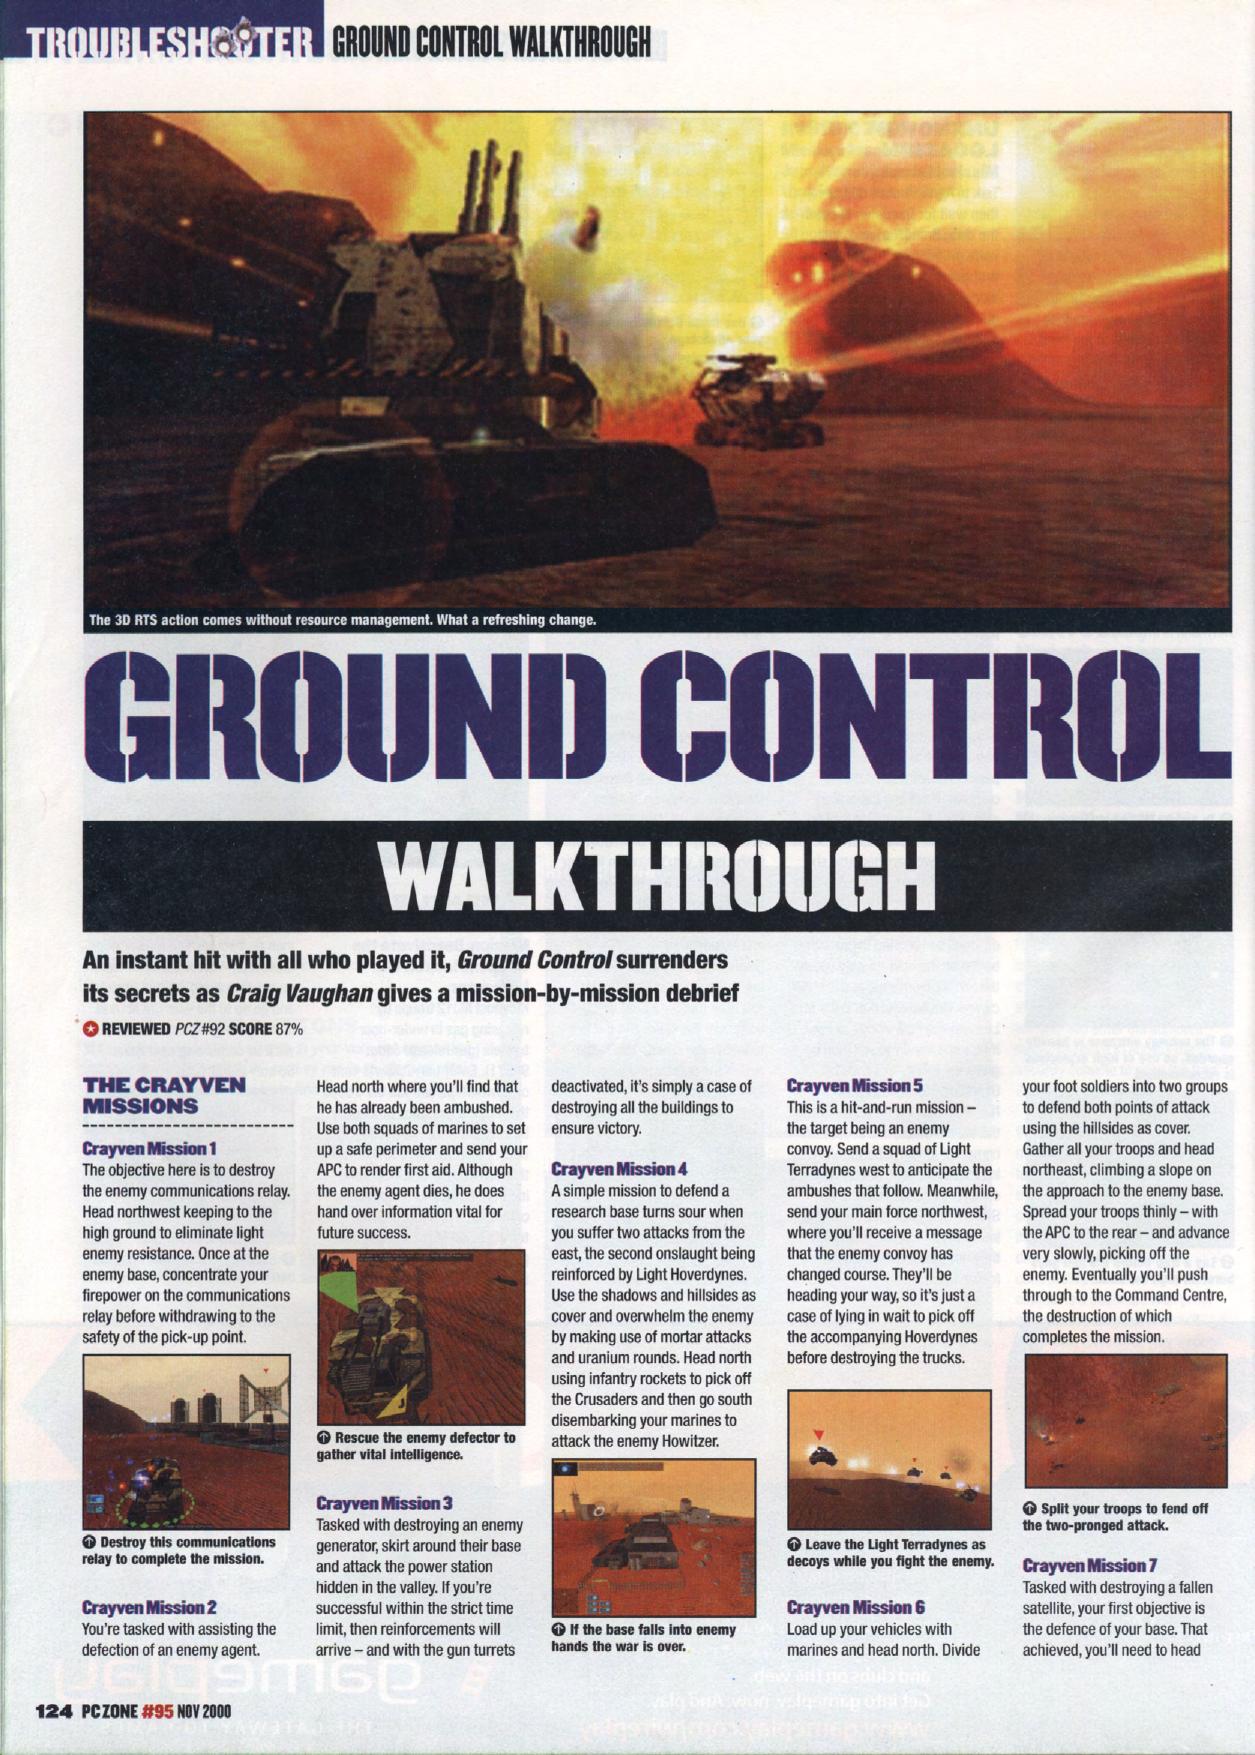 TROUBLESHOOTER GROUND CONTROL WALKTHROUGH
The 3D RTS action comes without resource management. What a refreshing change.
GROUND CONTROL
WALKTHROUGH
An instant hit with all who played it, Ground Control surrenders
its secrets as Craig Vaughan gives a mission-by-mission debrief
REVIEWED PCZ #92 SCORE 87%
THE CRAYVEN
MISSIONS
Crayven Mission 1
The objective here is to destroy
the enemy communications relay.
Head northwest keeping to the
high ground to eliminate light
enemy resistance. Once at the
enemy base, concentrate your
firepower on the communications
relay before withdrawing to the
safety of the pick-up point.
Destroy this communications
relay to complete the mission.
Crayven Mission 2
You're tasked with assisting the
defection of an enemy agent.
Head north where you'll find that
he has already been ambushed.
Use both squads of marines to set
up a safe perimeter and send your
APC to render first aid. Although
the enemy agent dies, he does
hand over information vital for
future success.
Rescue the enemy defector to
gather vital intelligence.
Crayven Mission 3
Tasked with destroying an enemy
generator, skirt around their base
and attack the power station
hidden in the valley. If you're
successful within the strict time
limit, then reinforcements will
arrive – and with the gun turrets
deactivated, it's simply a case of
destroying all the buildings to
ensure victory.
Crayven Mission 4
A simple mission to defend a
research base turns sour when
you suffer two attacks from the
east, the second onslaught being
reinforced by Light Hoverdynes.
Use the shadows and hillsides as
cover and overwhelm the enemy
by making use of mortar attacks
and uranium rounds. Head north
using infantry rockets to pick off
the Crusaders and then go south
disembarking your marines to
attack the enemy Howitzer.
If the base falls into enemy
hands the war is over.
Crayven Mission 5
This is a hit-and-run mission –
the target being an enemy
convoy. Send a squad of Light
Terradynes west to anticipate the
ambushes that follow. Meanwhile,
send your main force northwest,
where you'll receive a message
that the enemy convoy has
changed course. They'll be
heading your way, so it's just a
case of lying in wait to pick off
the accompanying Hoverdynes
before destroying the trucks.
Leave the Light Terradynes as
decoys while you fight the enemy.
Crayven Mission 6
Load up your vehicles with
marines and head north. Divide
your foot soldiers into two groups
to defend both points of attack
using the hillsides as cover.
Gather all your troops and head
northeast, climbing a slope on
the approach to the enemy base.
Spread your troops thinly – with
the APC to the rear – and advance
very slowly, picking off the
enemy. Eventually you'll push
through to the Command Centre,
the destruction of which
completes the mission.
Split your troops to fend off
the two-pronged attack.
Crayven Mission 7
Tasked with destroying a fallen
satellite, your first objective is
the defence of your base. That
achieved, you'll need to head
124 PC ZONE #95 NOV 2000